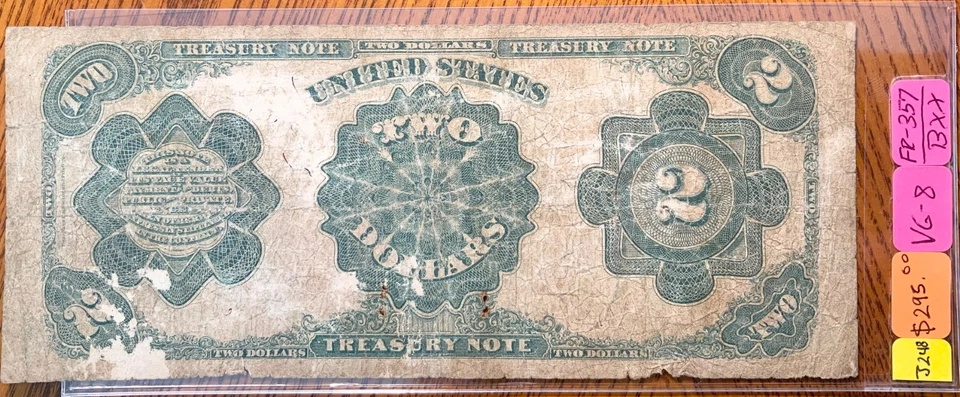 TREASURY NOTE TWO DOLLARS TREASURY NOTE
TWO
2
UNITED STATES
TWO
DOLLARS
2
TWO
2
TWO
TWO DOLLARS TREASURY NOTE TWO DOLLARS
FR-357
BXX
VG-8
$295.00
J248